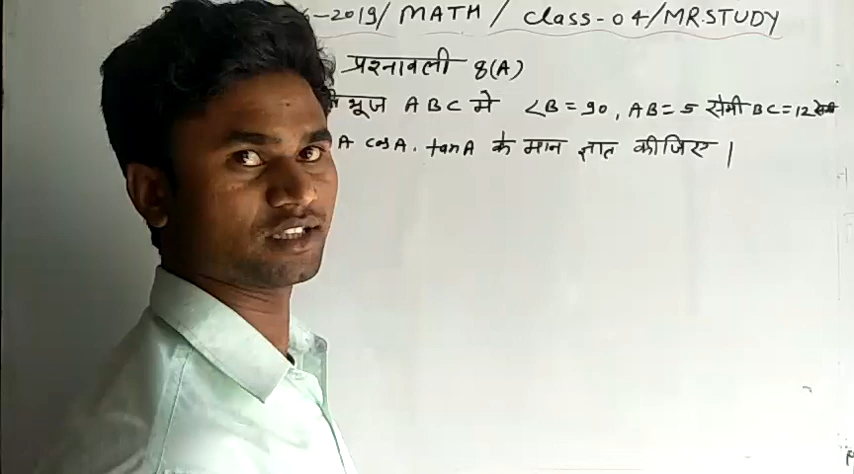 -2019/ MATH / Class-04/MR.STUDY
प्रश्नावली 8(A)
भूज ABC मे ∠B = 90, AB = 5 सेमी BC = 12
A cosA. tanA के मान ज्ञात कीजिए |